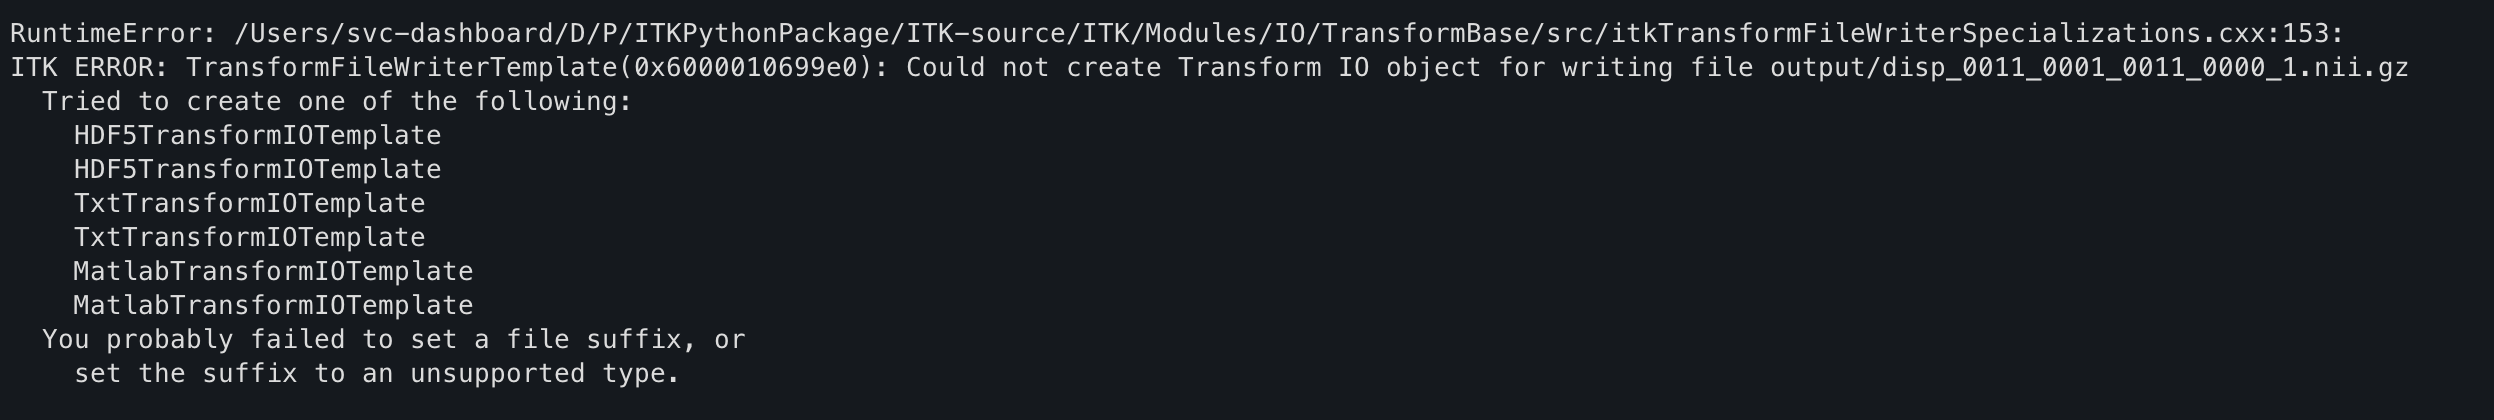 RuntimeError: /Users/svc-dashboard/D/P/ITKPythonPackage/ITK-source/ITK/Modules/IO/TransformBase/src/itkTransformFileWriterSpecializations.cxx:153:
ITK ERROR: TransformFileWriterTemplate(0x6000010699e0): Could not create Transform IO object for writing file output/disp_0011_0001_0011_0000_1.nii.gz
  Tried to create one of the following:
    HDF5TransformIOTemplate
    HDF5TransformIOTemplate
    TxtTransformIOTemplate
    TxtTransformIOTemplate
    MatlabTransformIOTemplate
    MatlabTransformIOTemplate
  You probably failed to set a file suffix, or
    set the suffix to an unsupported type.